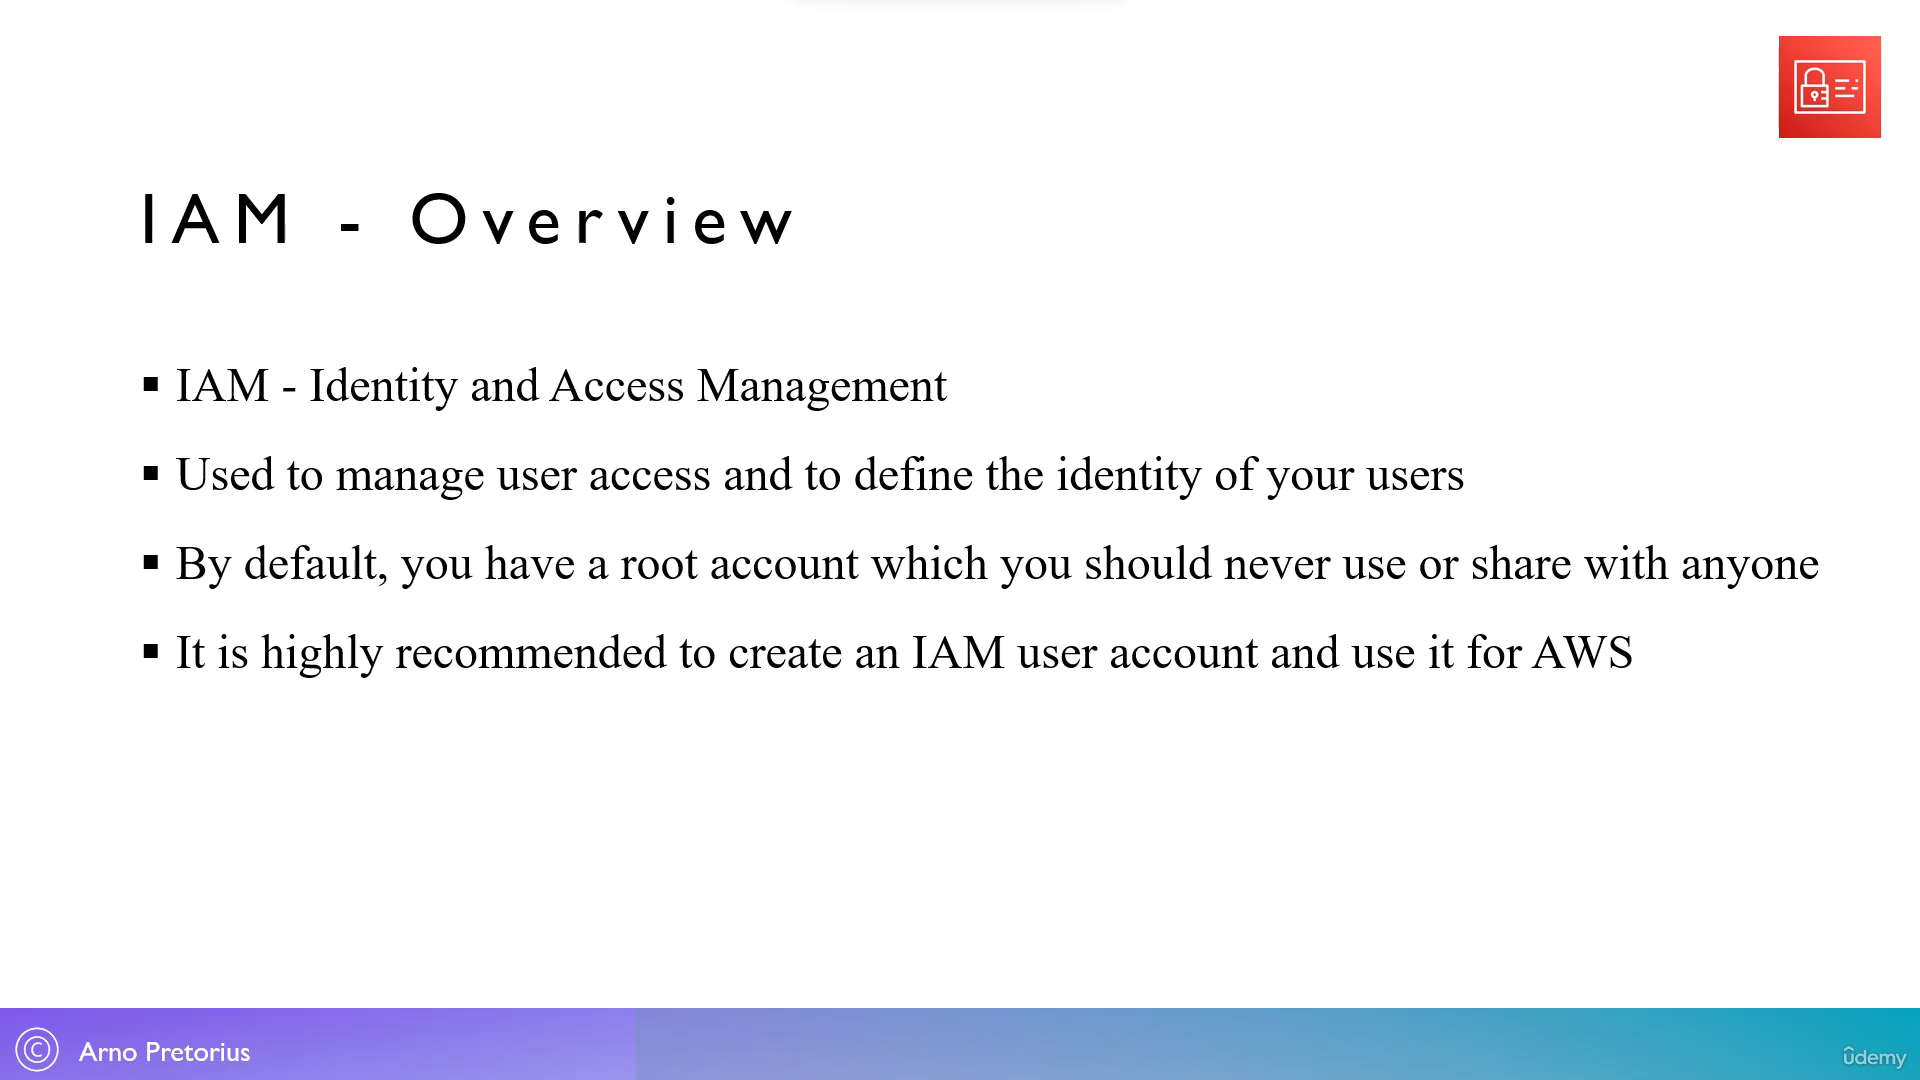 IAM - Overview
▪ IAM - Identity and Access Management
▪ Used to manage user access and to define the identity of your users
▪ By default, you have a root account which you should never use or share with anyone
▪ It is highly recommended to create an IAM user account and use it for AWS
© Arno Pretorius
ûdemy